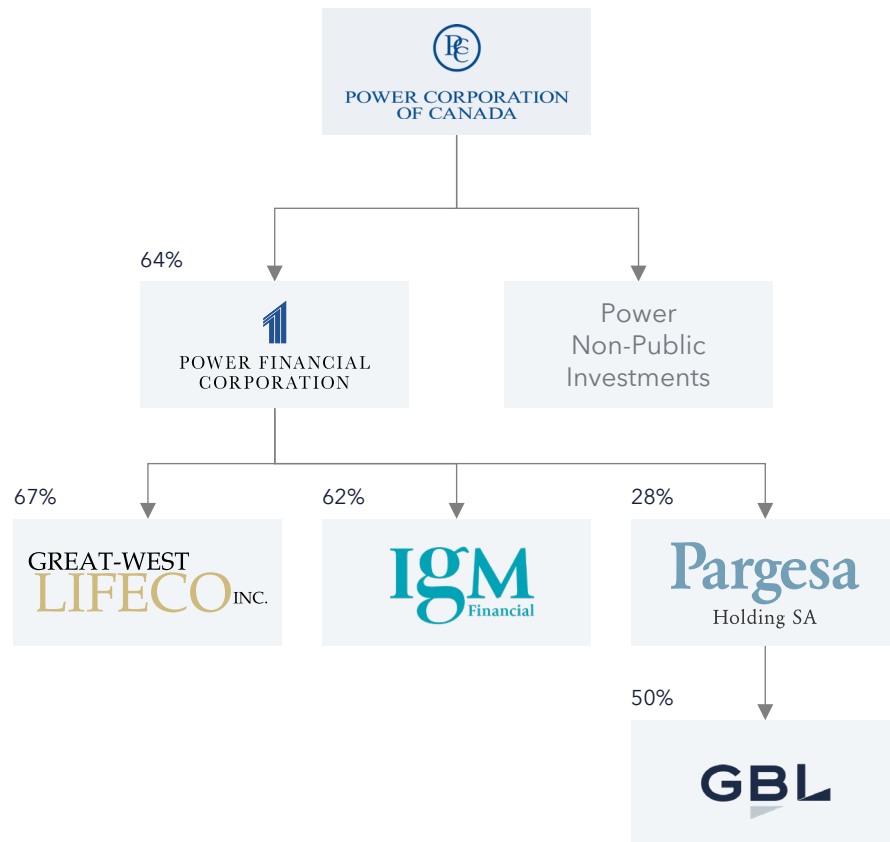 PCC
POWER CORPORATION
OF CANADA
64%
POWER FINANCIAL
CORPORATION
Power
Non-Public
Investments
67%
GREAT-WEST
LIFECO INC.
62%
IGM
Financial
28%
Pargesa
Holding SA
50%
GBL